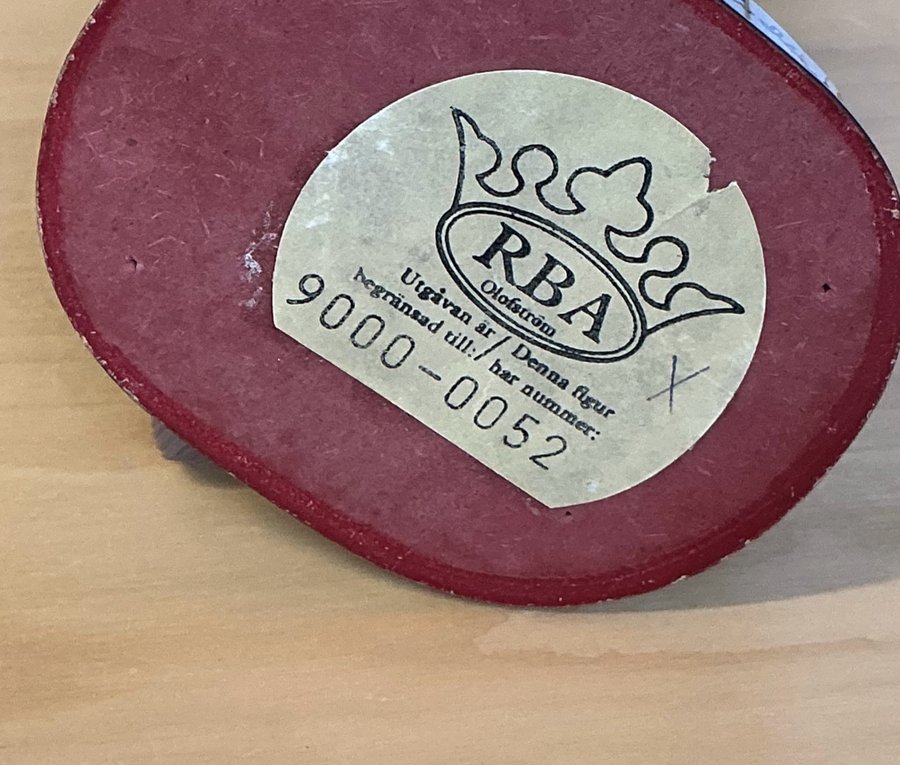 RBA
Olofström
Utgåvan är / Denna figur
begränsad till: / har nummer:
9000-0052
X